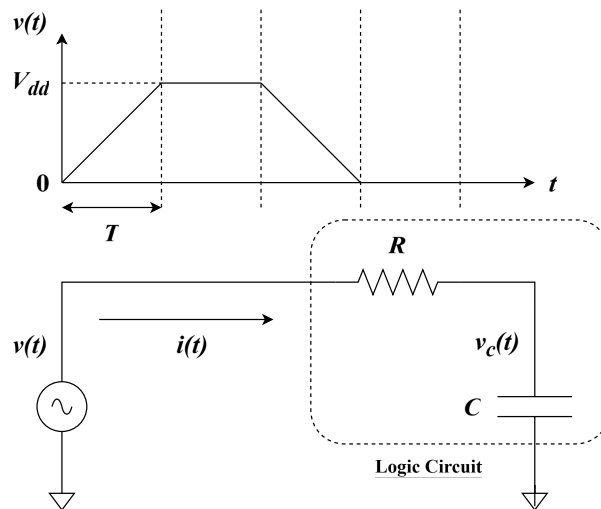 v(t)
V_dd
0
t
T
R
v(t)
i(t)
v_c(t)
C
Logic Circuit